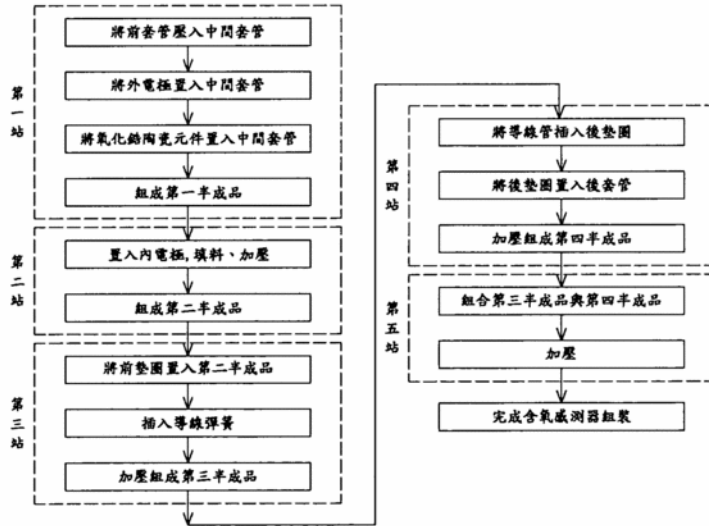 第一站
將前套管壓入中間套管
將外電極置入中間套管
將氧化鋯陶瓷元件置入中間套管
組成第一半成品
第二站
置入內電極,填料、加壓
組成第二半成品
第三站
將前墊圈置入第二半成品
插入導線彈簧
加壓組成第三半成品
第四站
將導線管插入後墊圈
將後墊圈置入後套管
加壓組成第四半成品
第五站
組合第三半成品與第四半成品
加壓
完成含氧感測器組裝